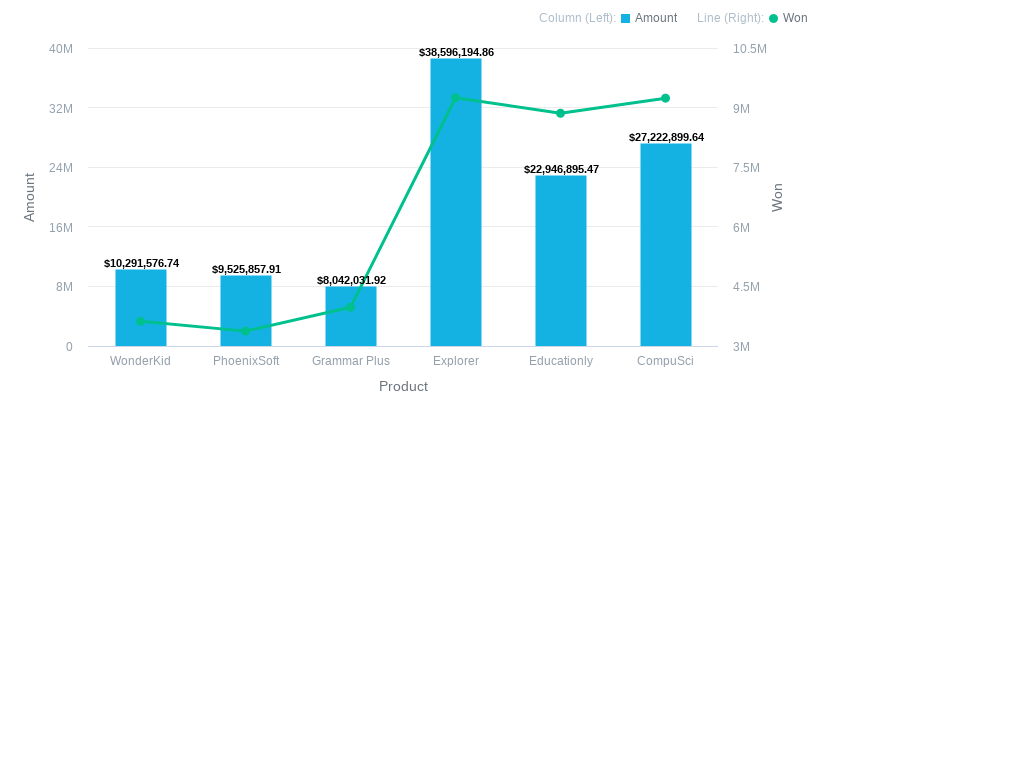 Column (Left): Amount Line (Right): Won
40M
32M
24M
16M
8M
0
Amount
10.5M
9M
7.5M
6M
4.5M
3M
Won
$10,291,576.74
$9,525,857.91
$8,042,031.92
$38,596,194.86
$22,946,895.47
$27,222,899.64
WonderKid PhoenixSoft Grammar Plus Explorer Educationly CompuSci
Product